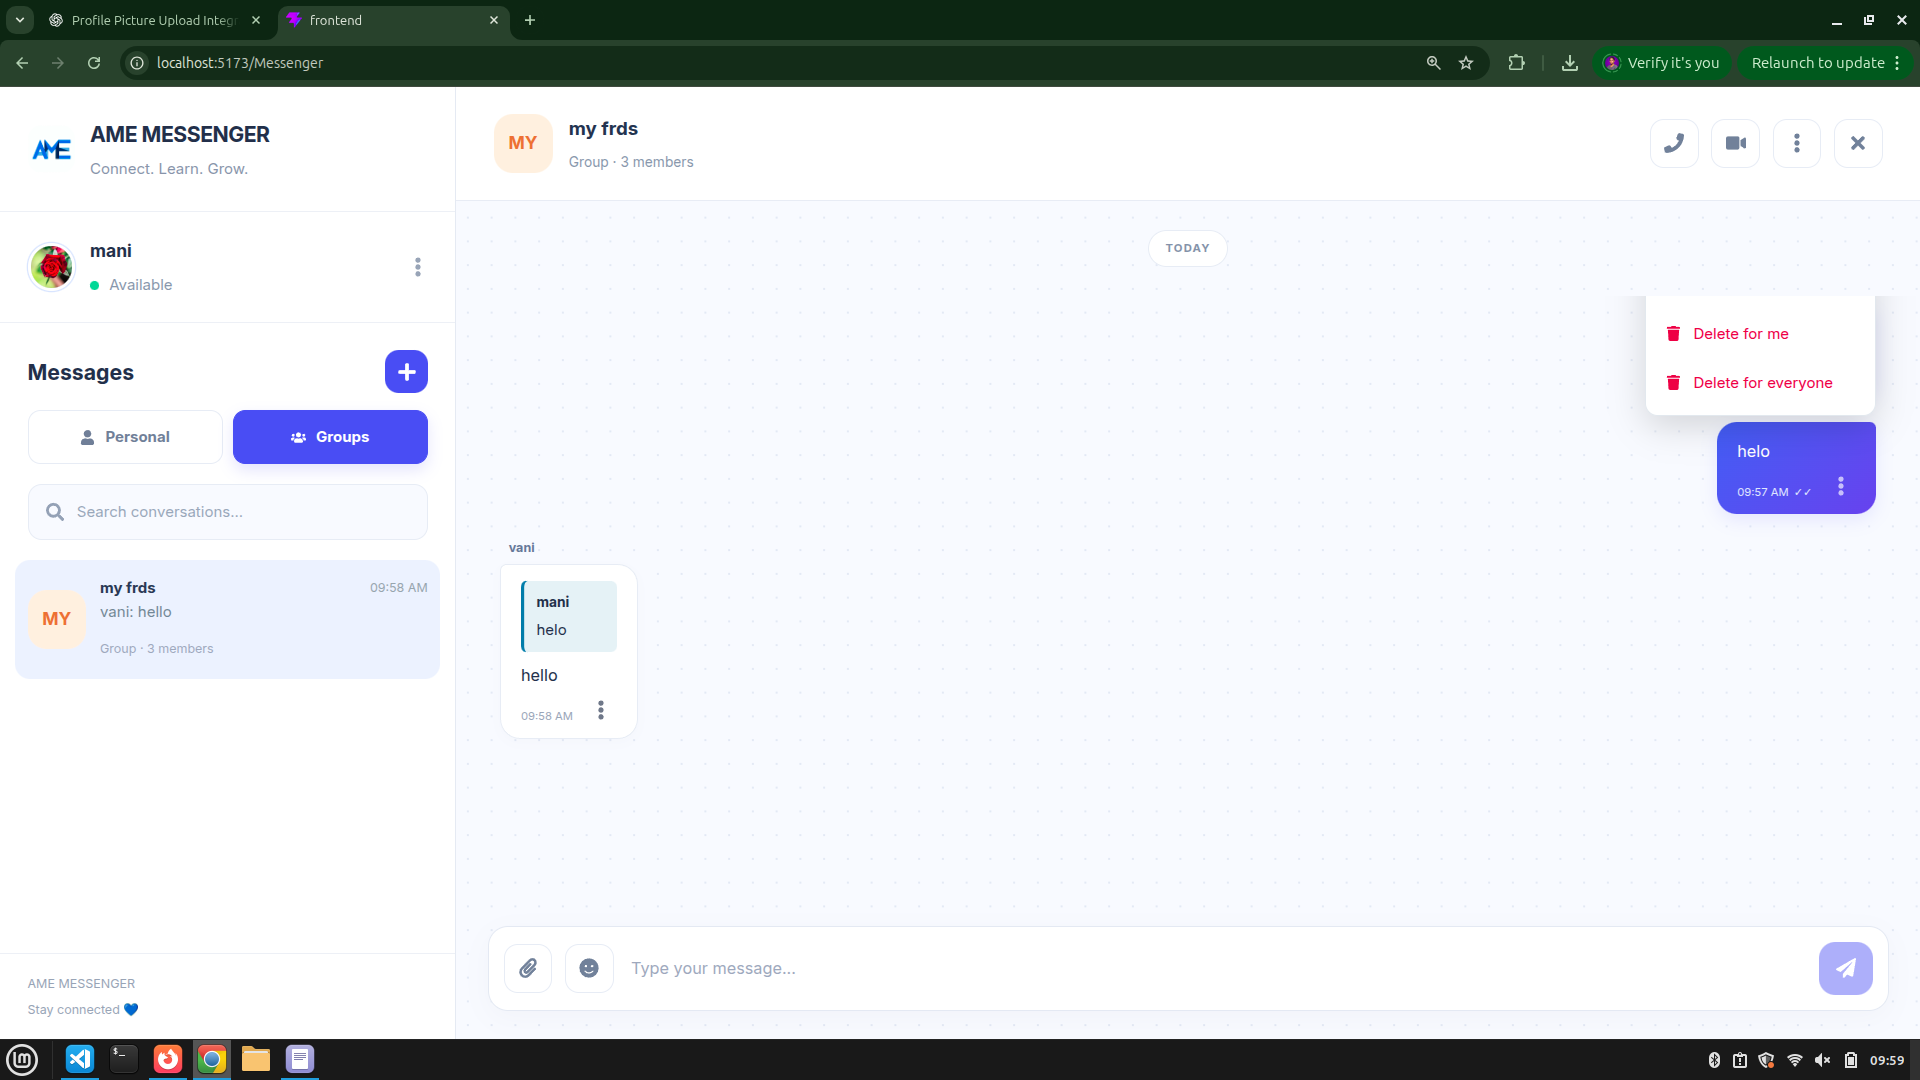 Profile Picture Upload Integr
frontend
localhost:5173/Messenger
Verify it's you
Relaunch to update
AME
AME MESSENGER
Connect. Learn. Grow.
mani
Available
Messages
Personal
Groups
Search conversations...
MY
my frds
09:58 AM
vani: hello
Group · 3 members
AME MESSENGER
Stay connected 💙
MY
my frds
Group · 3 members
TODAY
Delete for me
Delete for everyone
helo
09:57 AM ✓✓
vani
mani
helo
hello
09:58 AM
Type your message...
09:59